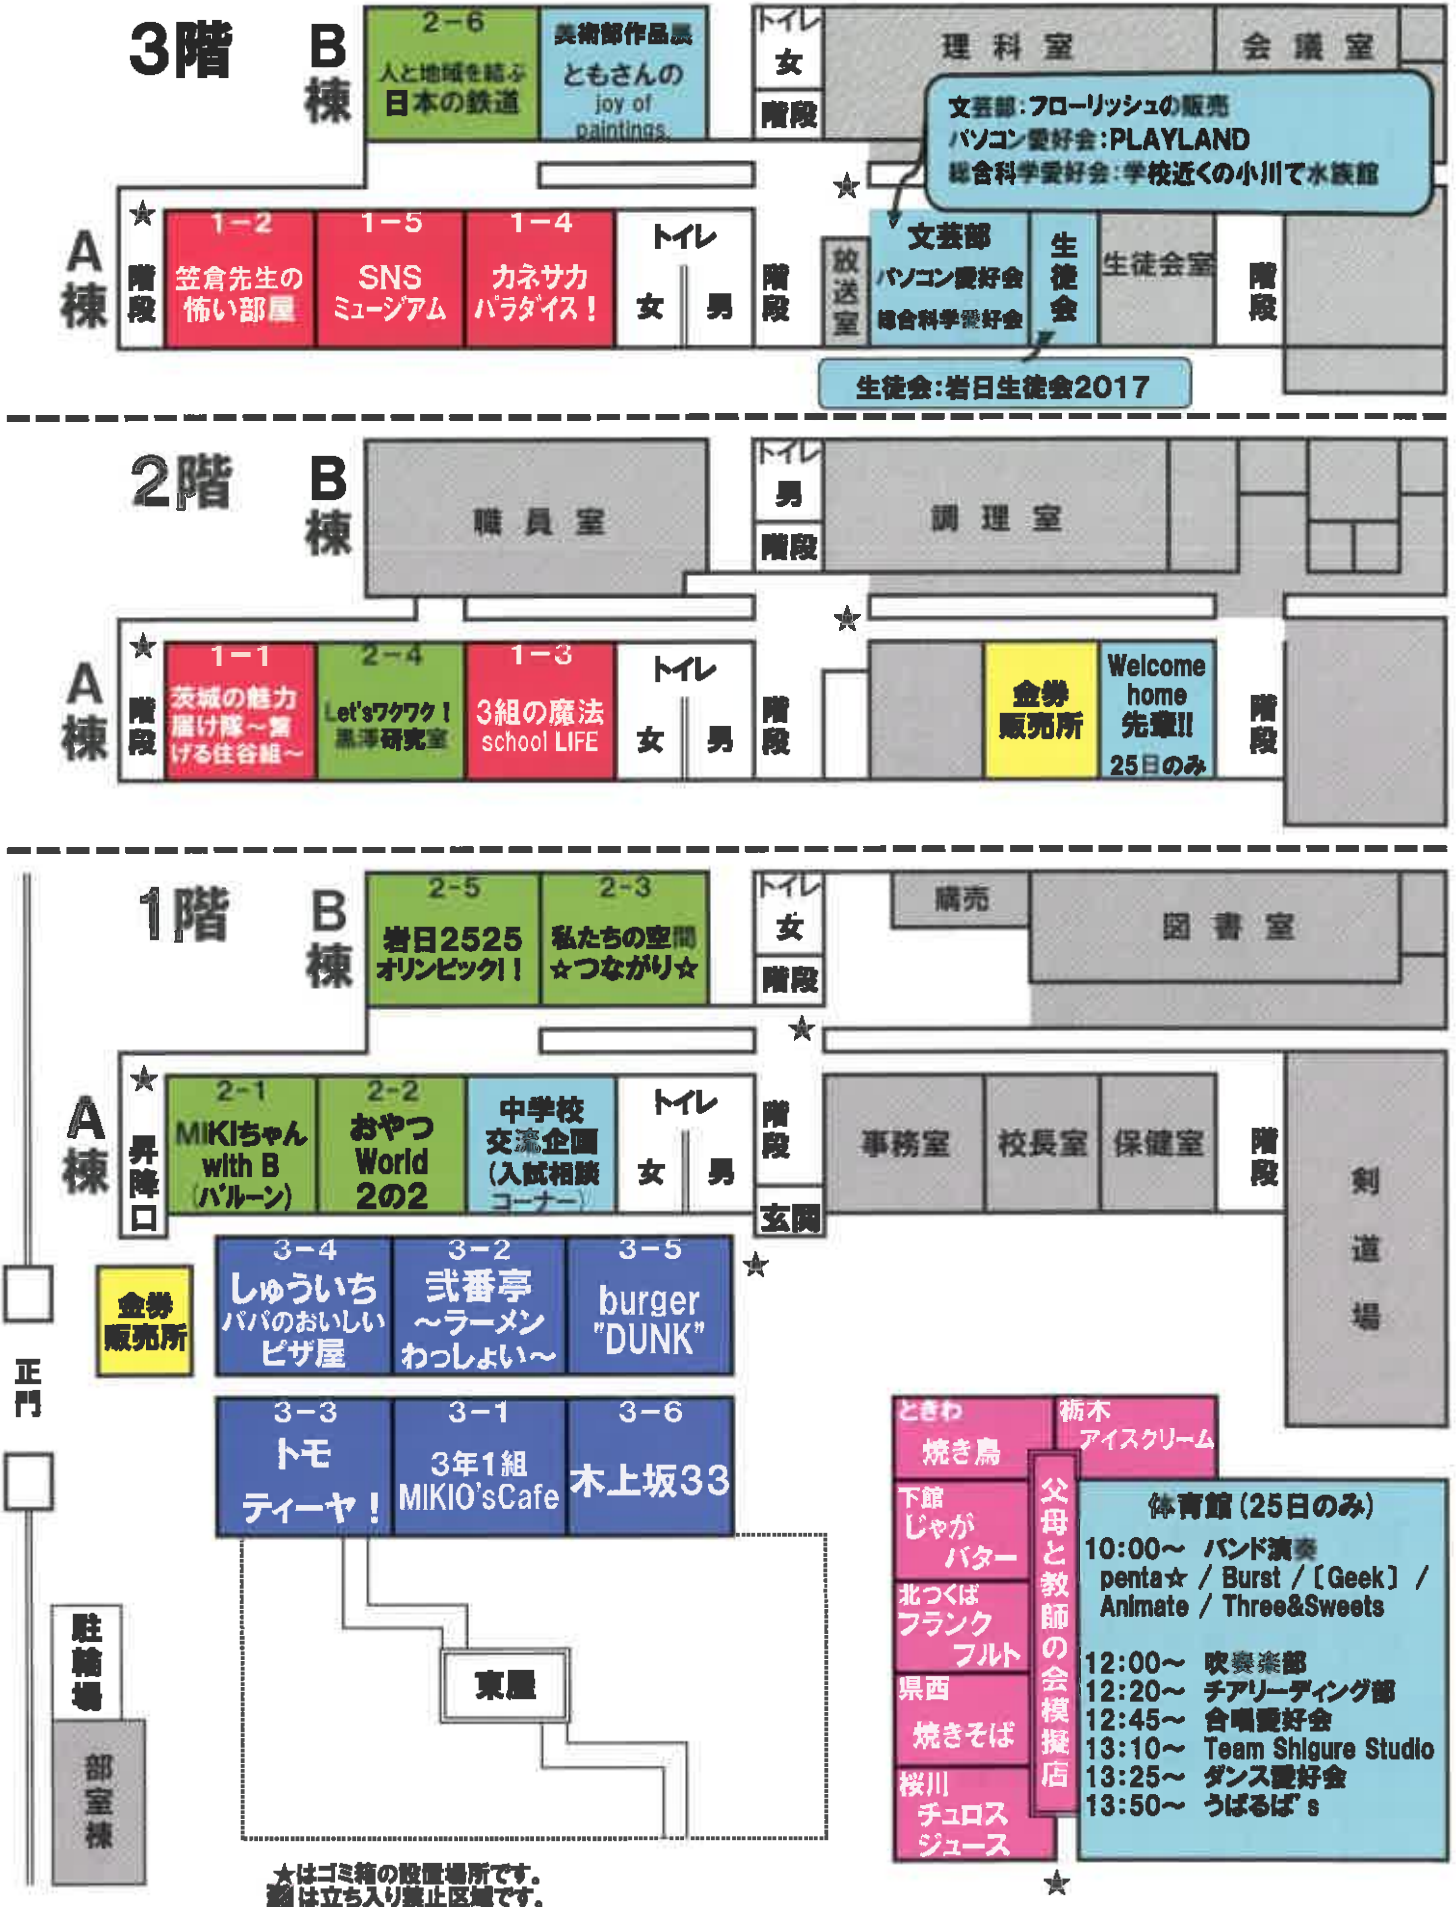 3階
B
棟
2-6
人と地域を結ぶ
日本の鉄道
美術部作品展
ともさんの
joy of
paintings
トイレ
女
階段
理科室
会議室
文芸部：フローリッシュの販売
パソコン愛好会：PLAYLAND
総合科学愛好会：学校近くの小川で水族館
★
★
A
棟
階段
1-2
笠倉先生の
怖い部屋
1-5
SNS
ミュージアム
1-4
カネサカ
パラダイス！
トイレ
女 男
階段
放送室
文芸部
パソコン愛好会
総合科学愛好会
生徒会
生徒会室
階段
生徒会：岩日生徒会2017
2階
B
棟
職員室
トイレ
男
階段
調理室
★
★
A
棟
階段
1-1
茨城の魅力
届け隊～繋
げる住谷組～
2-4
Let'sワクワク！
黒澤研究室
1-3
3組の魔法
school LIFE
トイレ
女 男
階段
金券
販売所
Welcome
home
先輩!!
25日のみ
階段
1階
B
棟
2-5
岩日2525
オリンピック!!
2-3
私たちの空間
☆つながり☆
トイレ
女
階段
購売
図書室
★
★
A
棟
昇降口
2-1
MIKIちゃん
with B
(バルーン)
2-2
おやつ
World
2の2
中学校
交流企画
(入試相談
コーナー)
トイレ
女 男
階段
玄関
事務室
校長室
保健室
階段
剣道場
★
金券
販売所
正門
3-4
しゅういち
パパのおいしい
ピザ屋
3-2
弐番亭
～ラーメン
わっしょい～
3-5
burger
"DUNK"
3-3
トモ
ティーヤ！
3-1
3年1組
MIKIO'sCafe
3-6
木上坂33
東屋
駐輪場
部室棟
ときわ
焼き鳥
栃木
アイスクリーム
下館
じゃが
バター
北つくば
フランク
フルト
県西
焼きそば
桜川
チュロス
ジュース
父母と教師の会模擬店
体育館(25日のみ)
10:00～ バンド演奏
penta☆ / Burst /〔Geek〕/
Animate / Three&Sweets
12:00～ 吹奏楽部
12:20～ チアリーディング部
12:45～ 合唱愛好会
13:10～ Team Shigure Studio
13:25～ ダンス愛好会
13:50～ うぱるぱ's
★
★はゴミ箱の設置場所です。
は立ち入り禁止区域です。